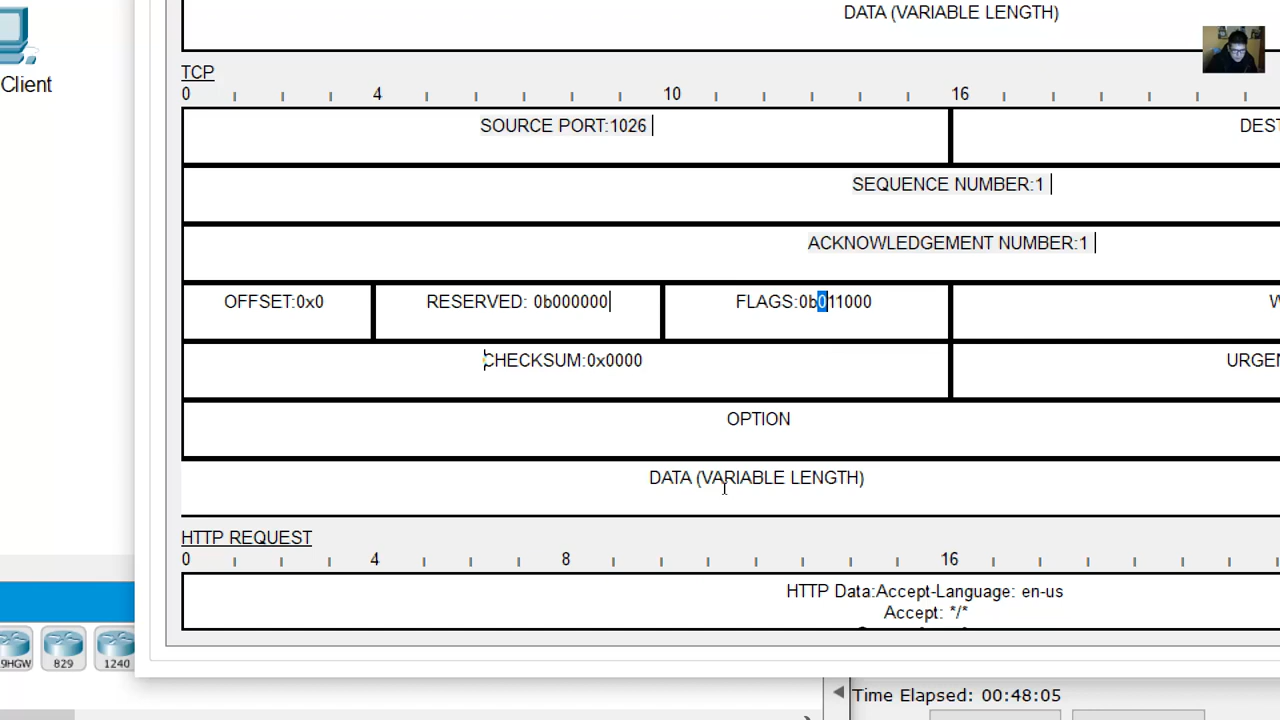 DATA (VARIABLE LENGTH)
Client
TCP
0 4 10 16
SOURCE PORT:1026
DEST
SEQUENCE NUMBER:1
ACKNOWLEDGEMENT NUMBER:1
OFFSET:0x0 RESERVED: 0b000000 FLAGS:0b011000 W
CHECKSUM:0x0000 URGEN
OPTION
DATA (VARIABLE LENGTH)
HTTP REQUEST
0 4 8 16
HTTP Data:Accept-Language: en-us
Accept: */*
9HGW 829 1240
Time Elapsed: 00:48:05